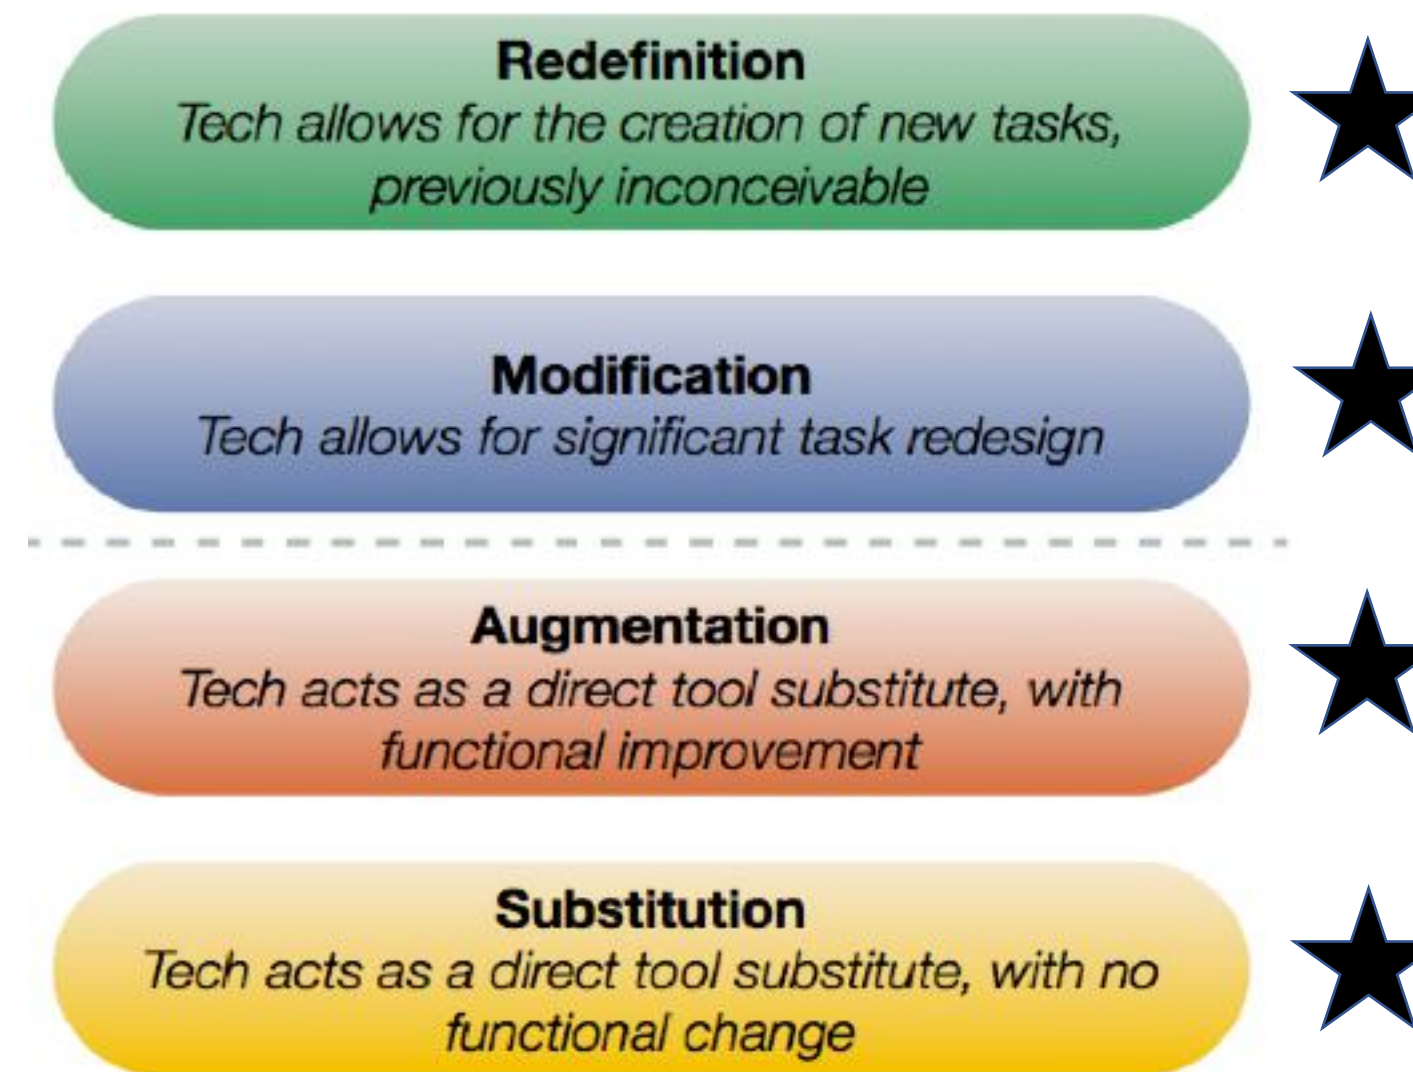 Redefinition
Tech allows for the creation of new tasks,
previously inconceivable
Modification
Tech allows for significant task redesign
Augmentation
Tech acts as a direct tool substitute, with
functional improvement
Substitution
Tech acts as a direct tool substitute, with no
functional change